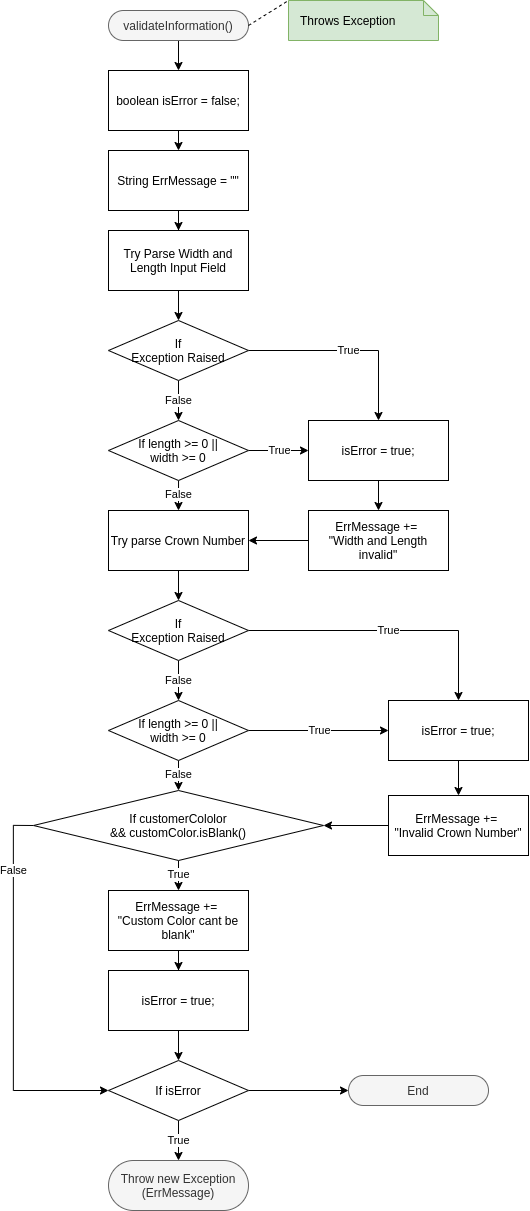 validateInformation()
Throws Exception
boolean isError = false;
String ErrMessage = ""
Try Parse Width and
Length Input Field
If
Exception Raised
True
False
If length >= 0 ||
width >= 0
True
isError = true;
False
Try parse Crown Number
ErrMessage +=
"Width and Length
invalid"
If
Exception Raised
True
False
If length >= 0 ||
width >= 0
True
isError = true;
False
If customerCololor
&& customColor.isBlank()
ErrMessage +=
"Invalid Crown Number"
False
True
ErrMessage +=
"Custom Color cant be
blank"
isError = true;
If isError
End
True
Throw new Exception
(ErrMessage)